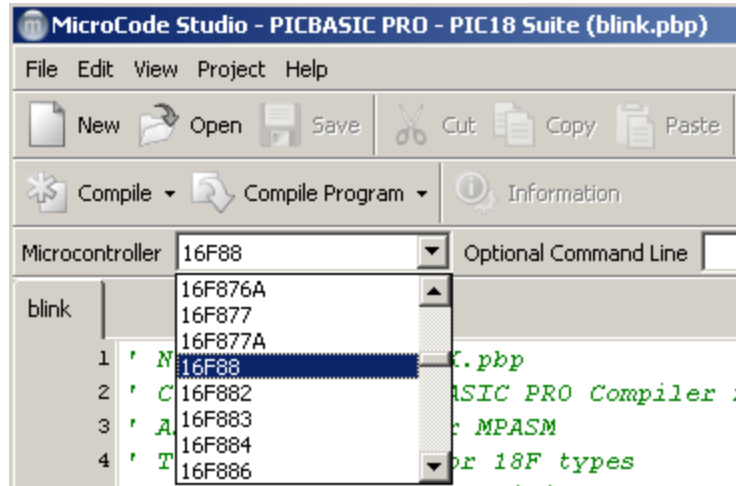 MicroCode Studio - PICBASIC PRO - PIC18 Suite (blink.pbp)
File Edit View Project Help
New Open Save Cut Copy Paste
Compile Compile Program Information
Microcontroller 16F88 Optional Command Line
16F876A
blink
16F877
16F877A
1 ' N 16F88 K.pbp
2 ' C 16F882 ASIC PRO Compiler
3 ' A 16F883 MPASM
16F884
4 ' T or 18F types
16F886